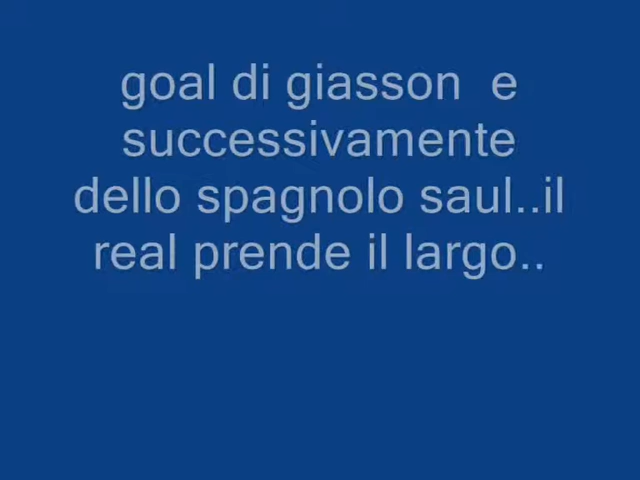 goal di giasson  e
successivamente
dello spagnolo saul..il
real prende il largo..